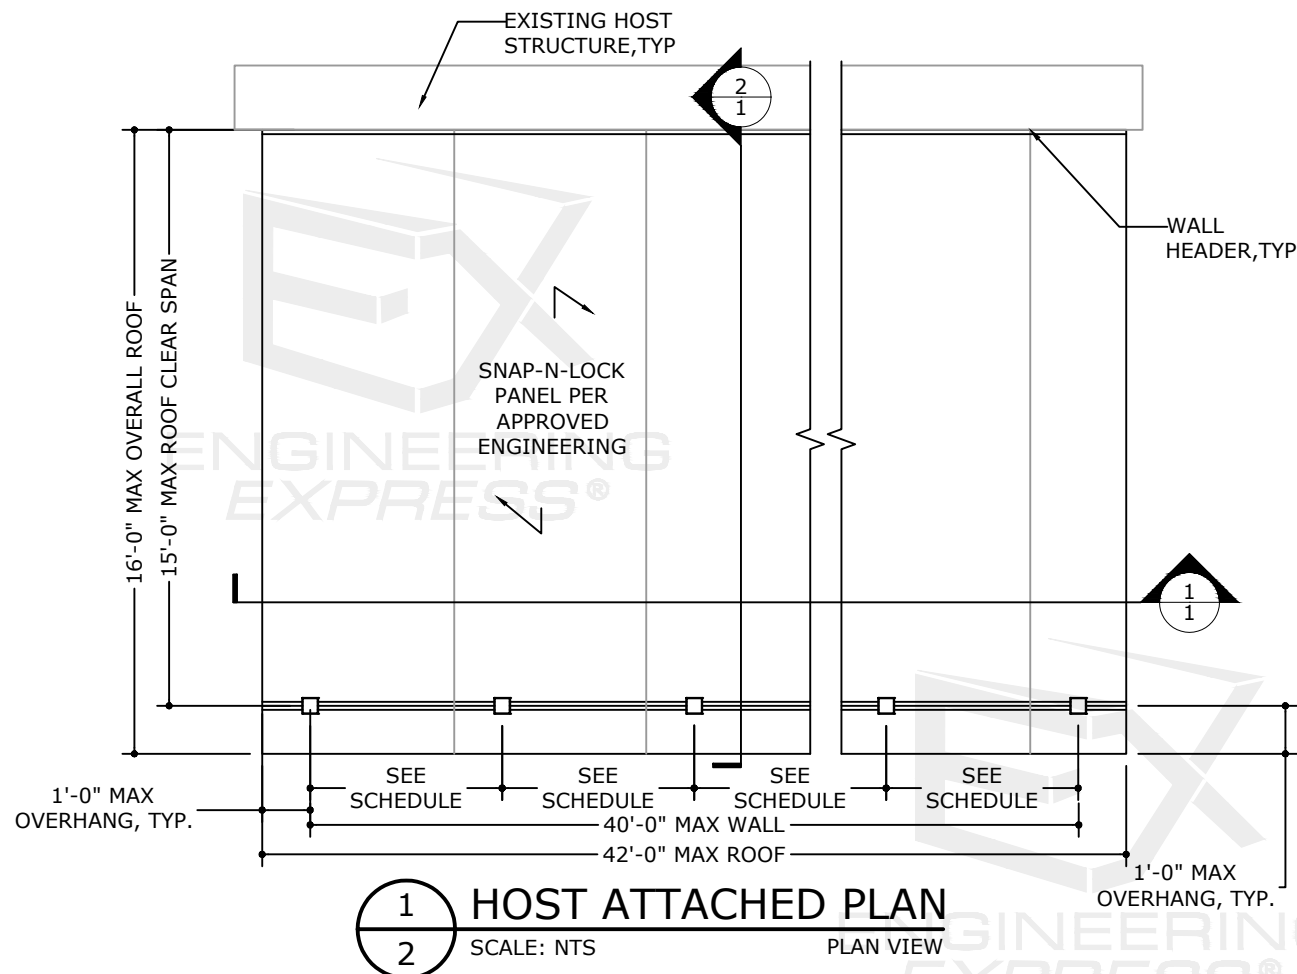 EXISTING HOST
STRUCTURE,TYP
2
1
WALL
HEADER,TYP
16'-0" MAX OVERALL ROOF
15'-0" MAX ROOF CLEAR SPAN
SNAP-N-LOCK
PANEL PER
APPROVED
ENGINEERING
ENGINEERING
EXPRESS®
1
1
SEE
SCHEDULE
SEE
SCHEDULE
SEE
SCHEDULE
SEE
SCHEDULE
1'-0" MAX
OVERHANG, TYP.
40'-0" MAX WALL
42'-0" MAX ROOF
1'-0" MAX
OVERHANG, TYP.
1
2
HOST ATTACHED PLAN
SCALE: NTS PLAN VIEW
ENGINEERING
EXPRESS®